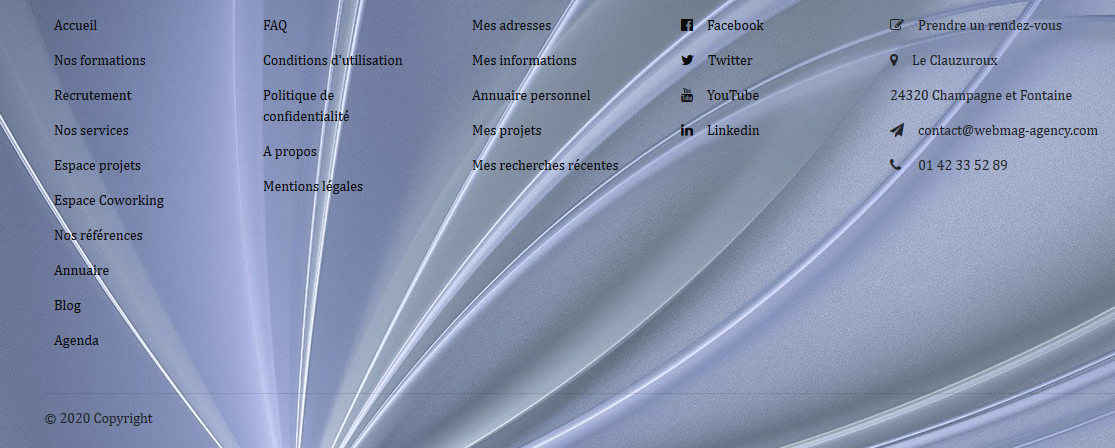 Accueil
Nos formations
Recrutement
Nos services
Espace projets
Espace Coworking
Nos références
Annuaire
Blog
Agenda
FAQ
Conditions d'utilisation
Politique de
confidentialité
A propos
Mentions légales
Mes adresses
Mes informations
Annuaire personnel
Mes projets
Mes recherches récentes
Facebook
Twitter
YouTube
Linkedin
Prendre un rendez-vous
Le Clauzuroux
24320 Champagne et Fontaine
contact@webmag-agency.com
01 42 33 52 89
© 2020 Copyright